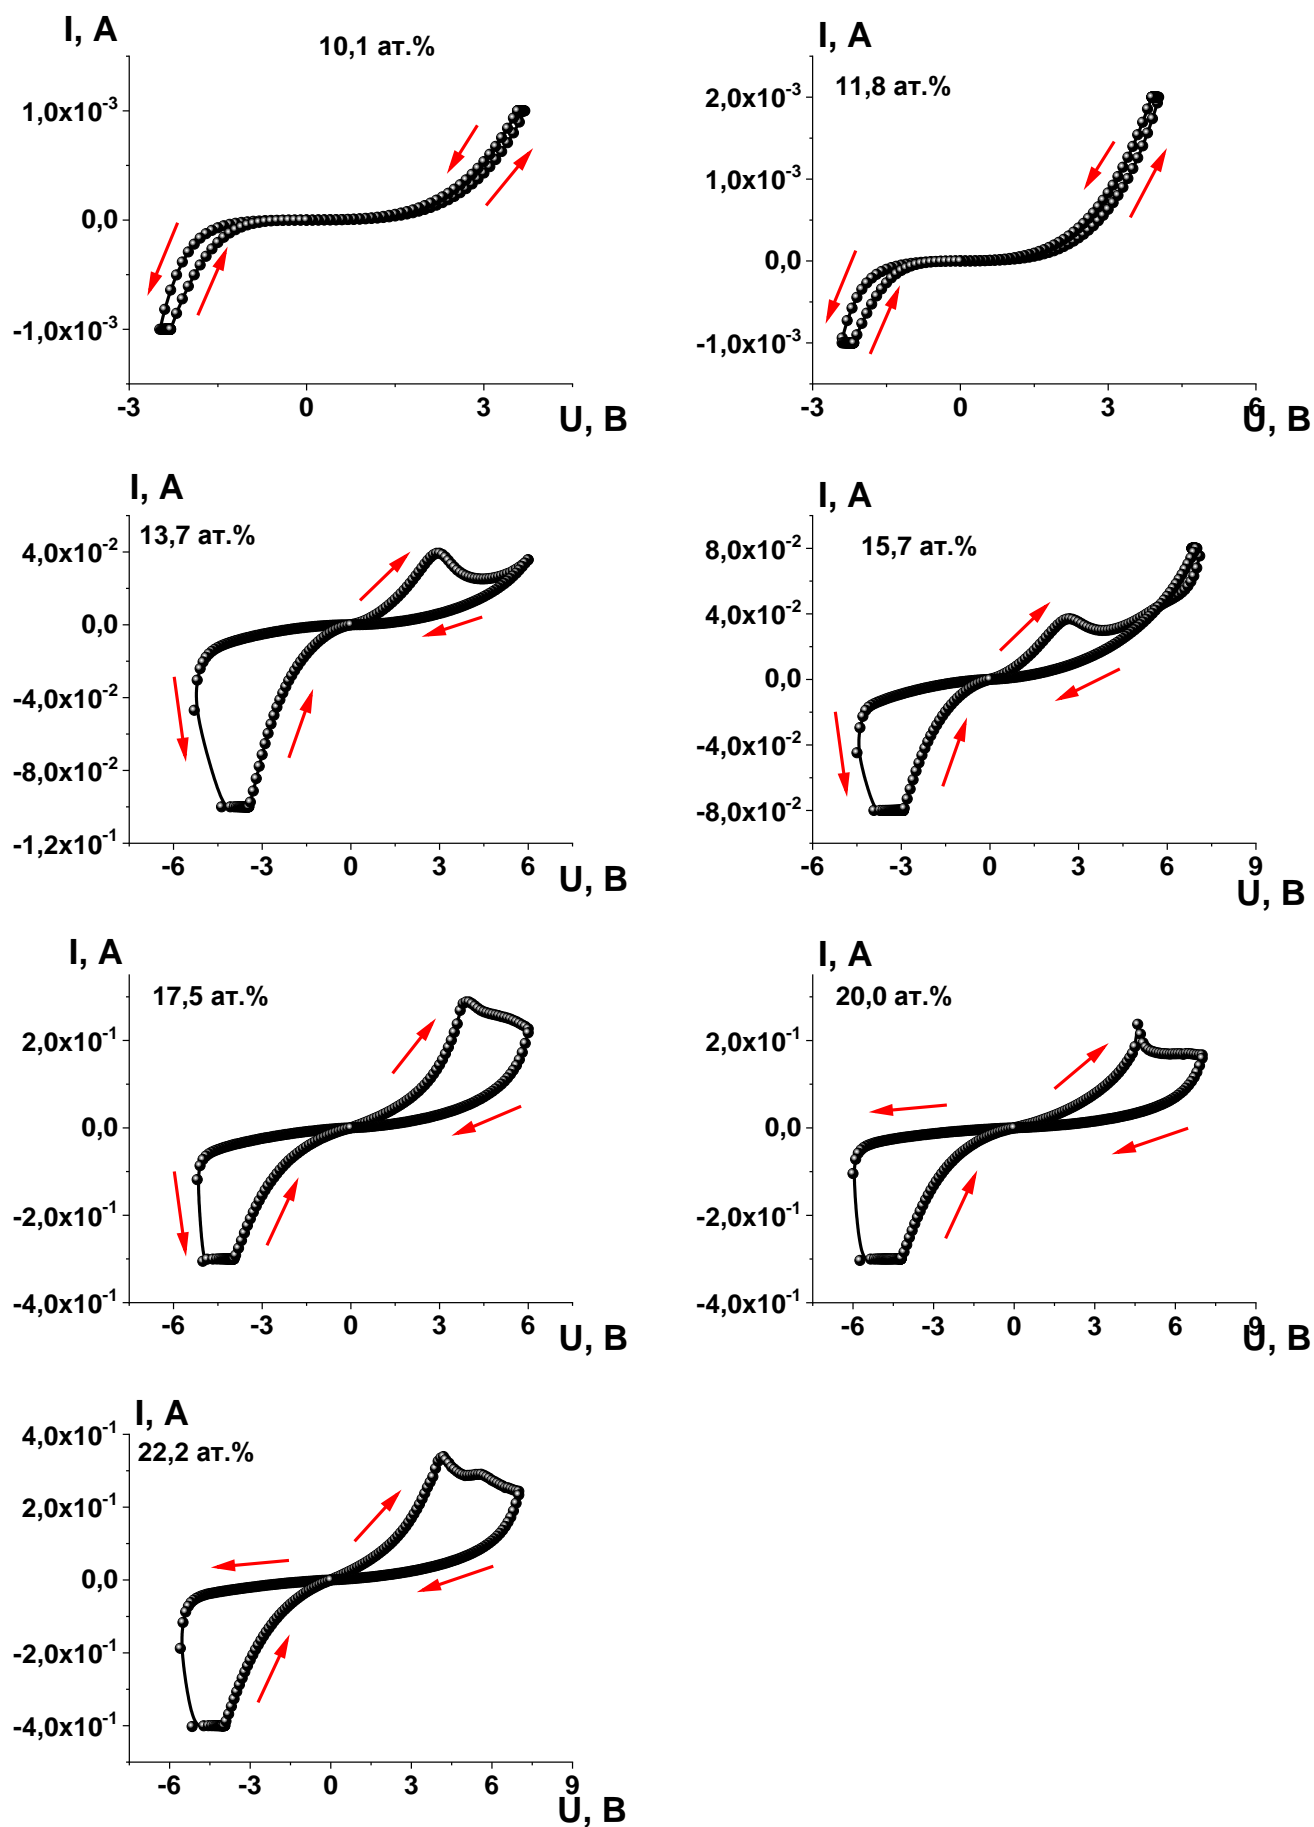 I, A
10,1 ат.%
1,0x10⁻³
0,0
-1,0x10⁻³
-3 0 3
U, В
I, A
11,8 ат.%
2,0x10⁻³
1,0x10⁻³
0,0
-1,0x10⁻³
-3 0 3 6
U, В
I, A
13,7 ат.%
4,0x10⁻²
0,0
-4,0x10⁻²
-8,0x10⁻²
-1,2x10⁻¹
-6 -3 0 3 6
U, В
I, A
15,7 ат.%
8,0x10⁻²
4,0x10⁻²
0,0
-4,0x10⁻²
-8,0x10⁻²
-6 -3 0 3 6 9
U, В
I, A
17,5 ат.%
2,0x10⁻¹
0,0
-2,0x10⁻¹
-4,0x10⁻¹
-6 -3 0 3 6
U, В
I, A
20,0 ат.%
2,0x10⁻¹
0,0
-2,0x10⁻¹
-4,0x10⁻¹
-6 -3 0 3 6 9
U, В
I, A
4,0x10⁻¹
22,2 ат.%
2,0x10⁻¹
0,0
-2,0x10⁻¹
-4,0x10⁻¹
-6 -3 0 3 6 9
U, В